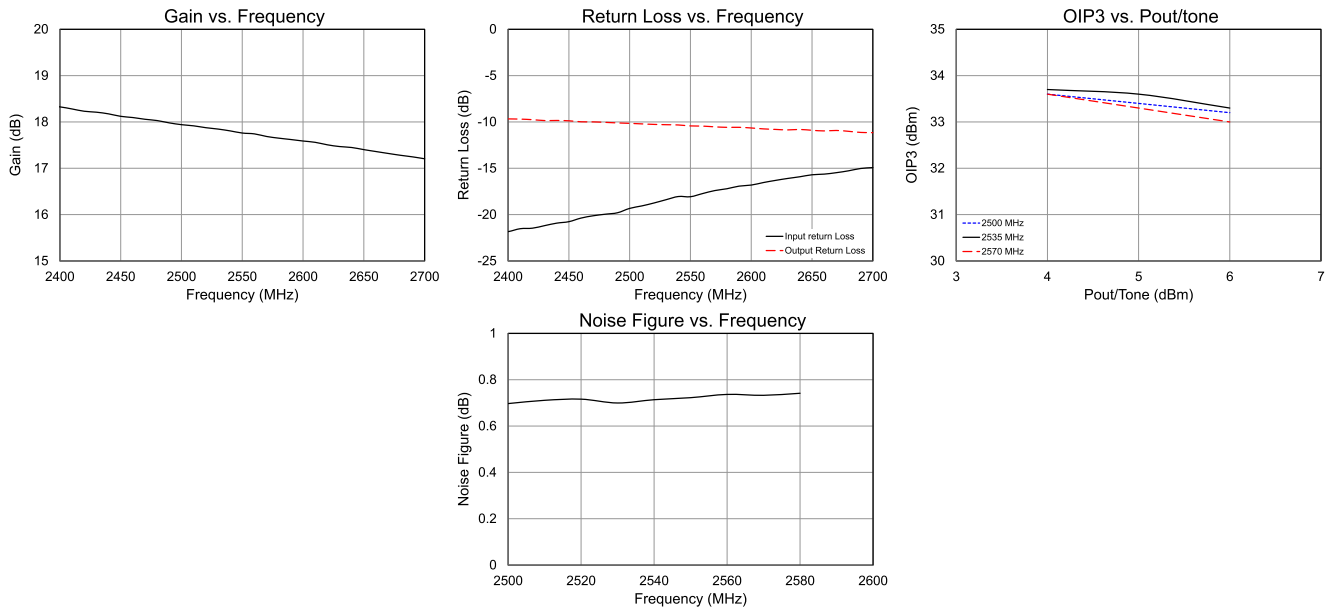 Gain vs. Frequency
20
19
18
17
16
15
Gain (dB)
2400
2450
2500
2550
2600
2650
2700
Frequency (MHz)
Return Loss vs. Frequency
0
-5
-10
-15
-20
-25
Return Loss (dB)
Input return Loss
Output Return Loss
2400
2450
2500
2550
2600
2650
2700
Frequency (MHz)
OIP3 vs. Pout/tone
35
34
33
32
31
30
OIP3 (dBm)
2500 MHz
2535 MHz
2570 MHz
3
4
5
6
7
Pout/Tone (dBm)
Noise Figure vs. Frequency
1
0.8
0.6
0.4
0.2
0
Noise Figure (dB)
2500
2520
2540
2560
2580
2600
Frequency (MHz)